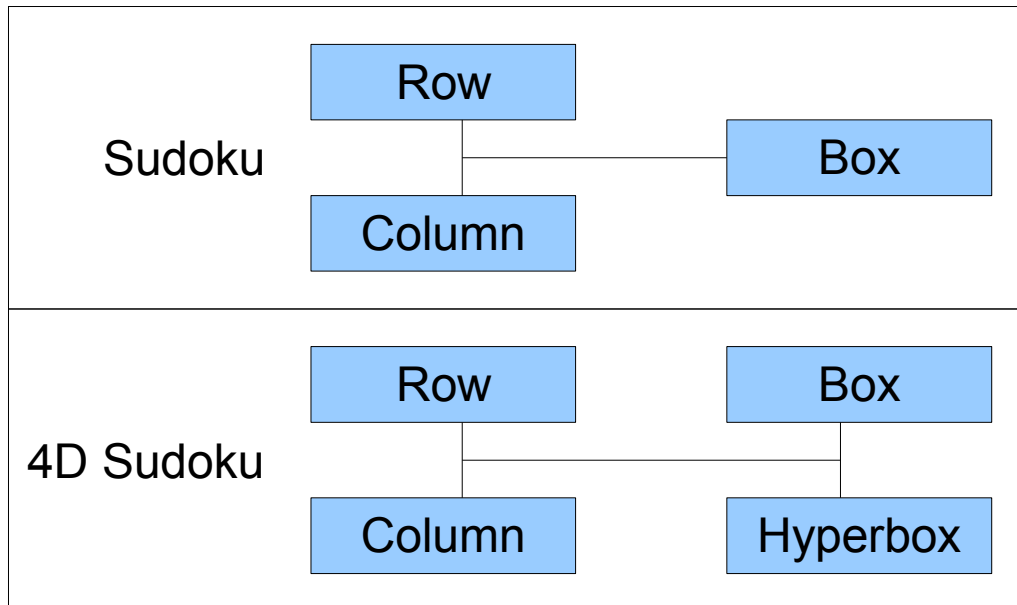 Row
Sudoku
Box
Column
Row
Box
4D Sudoku
Column
Hyperbox